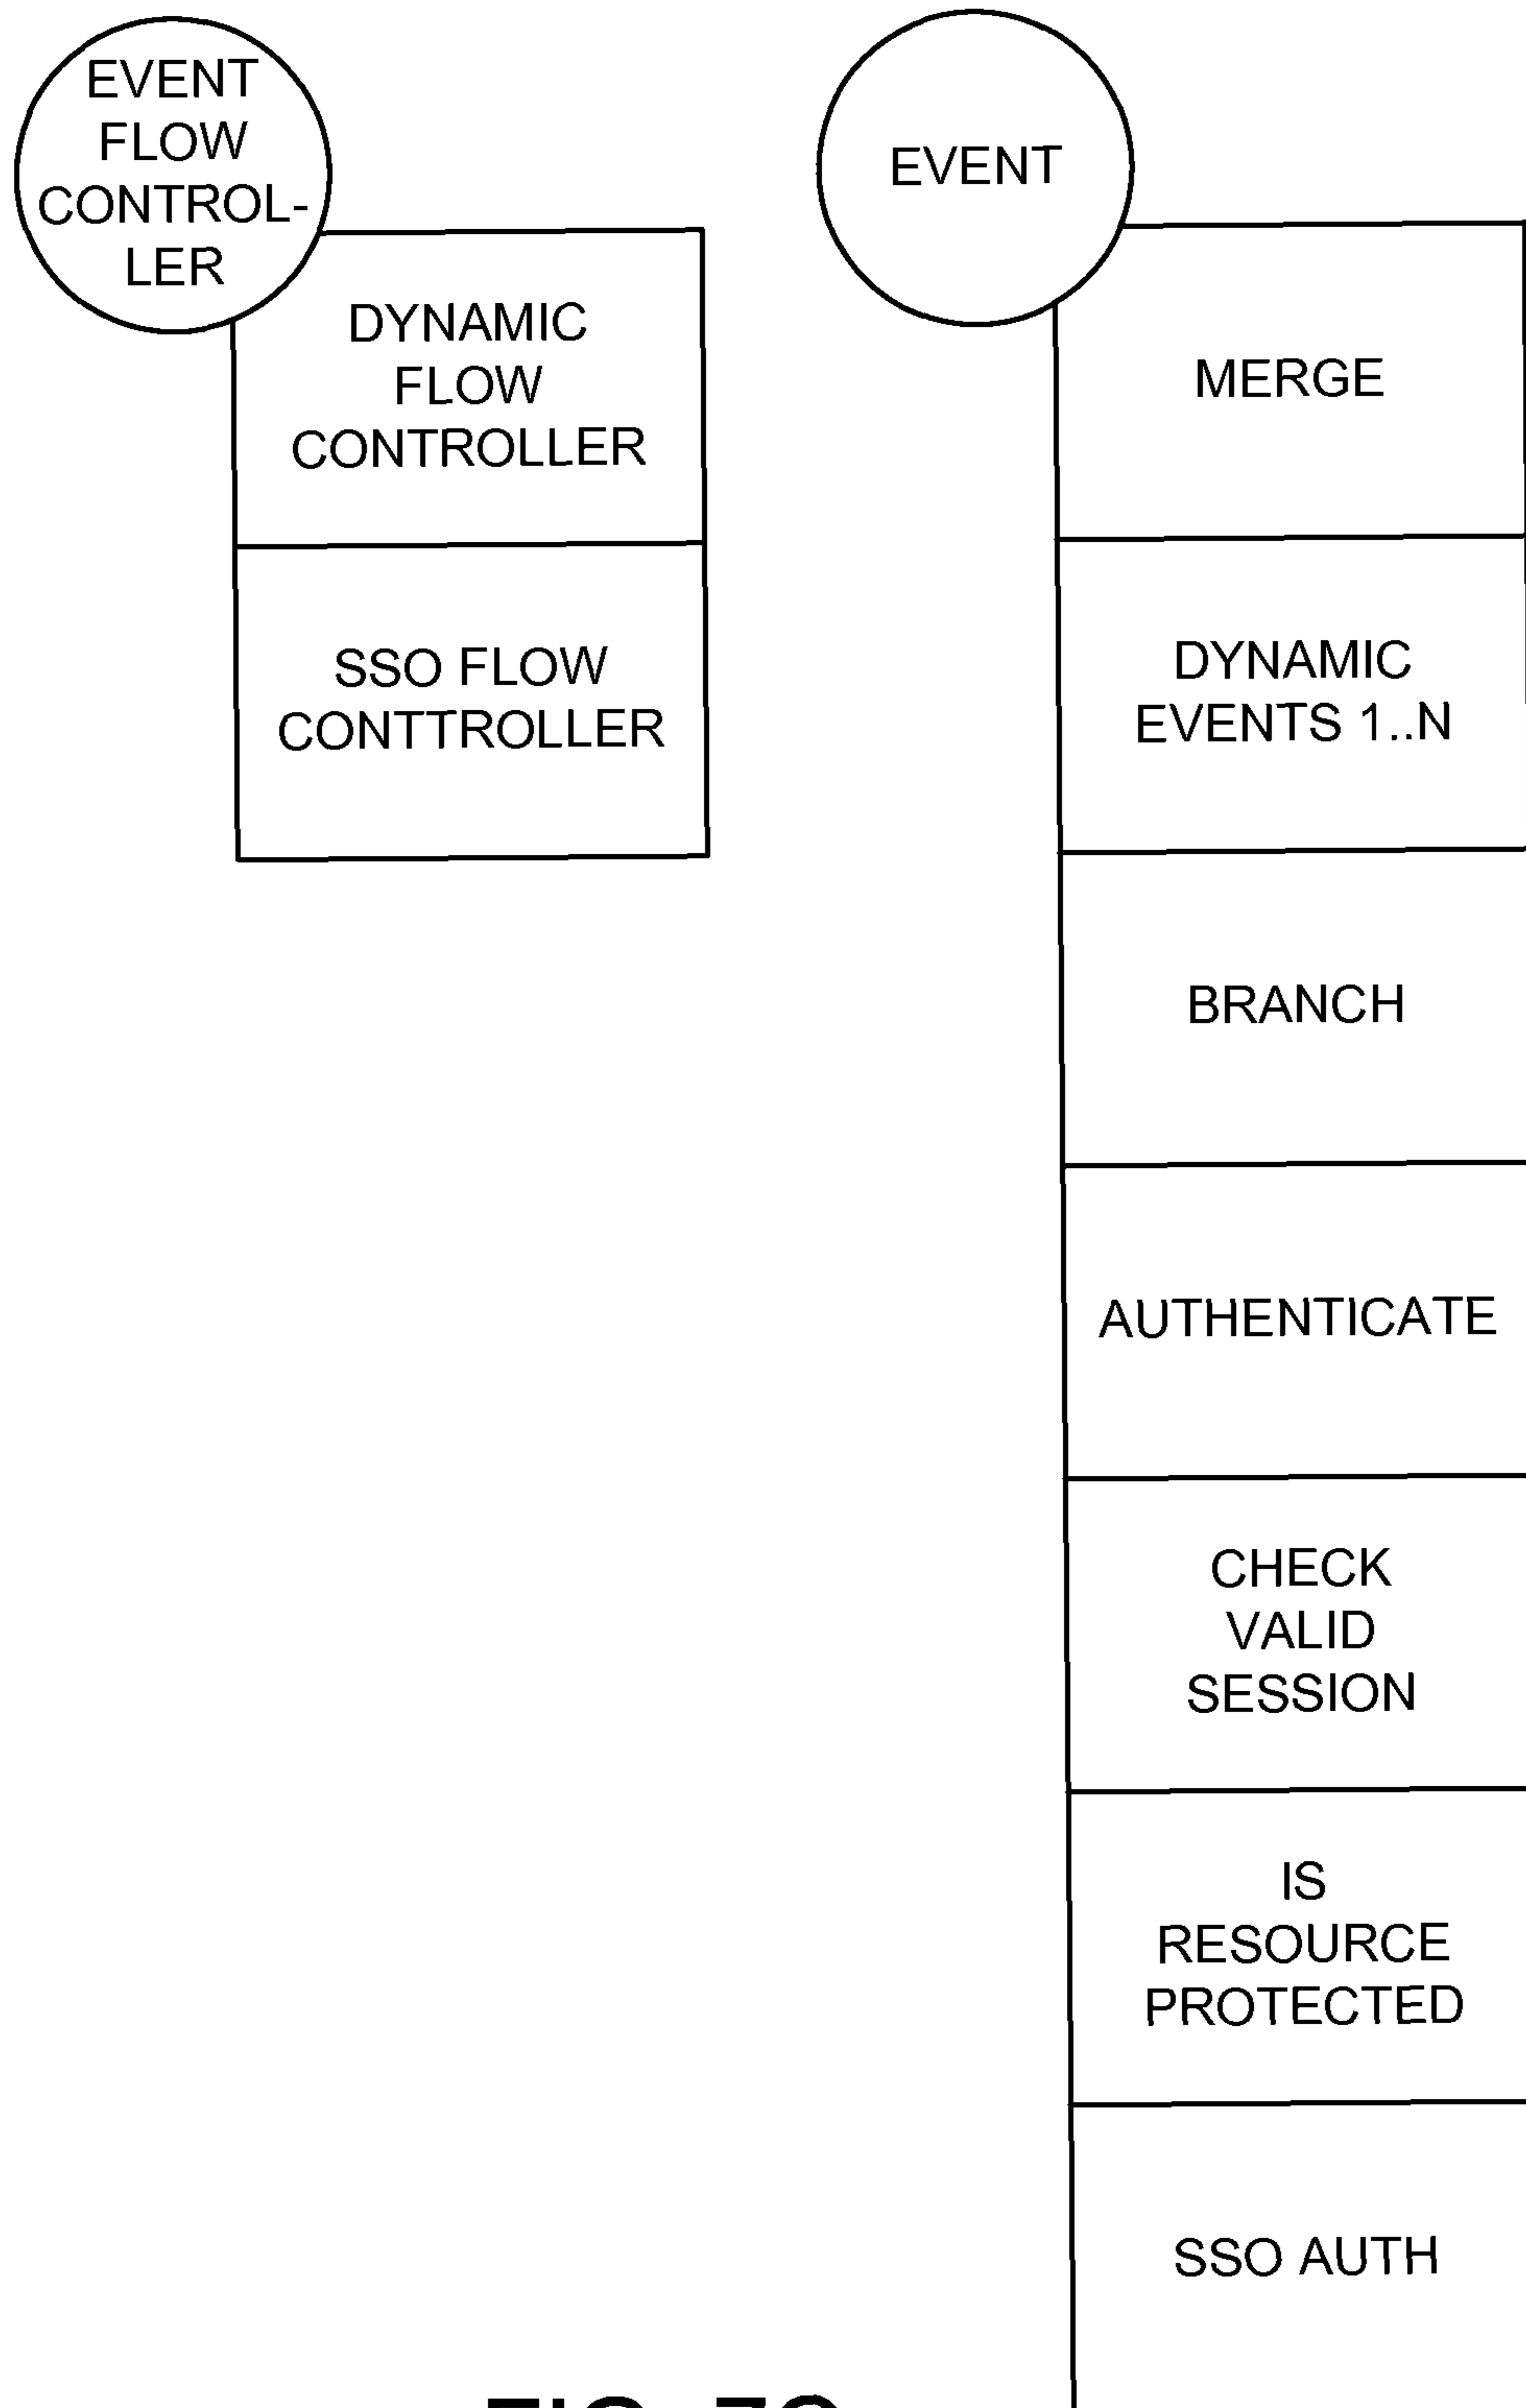 EVENT
FLOW
CONTROL-
LER
DYNAMIC
FLOW
CONTROLLER
SSO FLOW
CONTTROLLER
EVENT
MERGE
DYNAMIC
EVENTS 1..N
BRANCH
AUTHENTICATE
CHECK
VALID
SESSION
IS
RESOURCE
PROTECTED
SSO AUTH